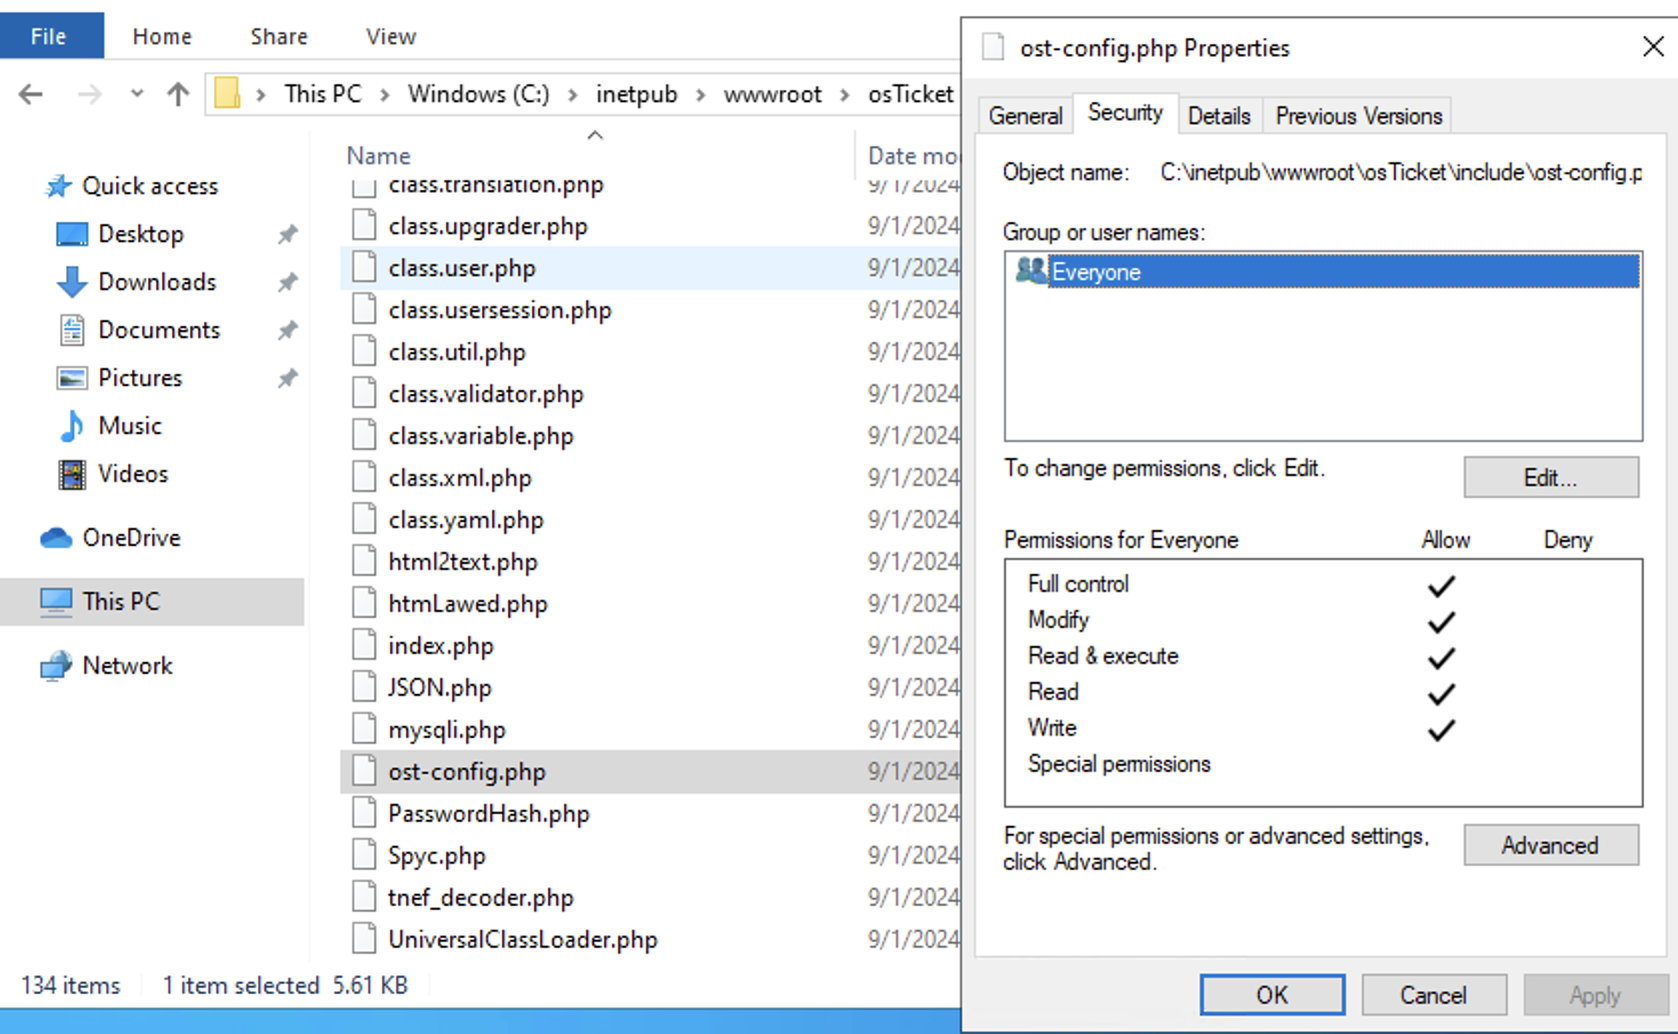 File Home Share View
This PC Windows (C:) inetpub wwwroot osTicket
Quick access
Desktop
Downloads
Documents
Pictures
Music
Videos
OneDrive
This PC
Network
Name Date mo
class.translation.php 9/1/2024
class.upgrader.php 9/1/2024
class.user.php 9/1/2024
class.usersession.php 9/1/2024
class.util.php 9/1/2024
class.validator.php 9/1/2024
class.variable.php 9/1/2024
class.xml.php 9/1/2024
class.yaml.php 9/1/2024
html2text.php 9/1/2024
htmLawed.php 9/1/2024
index.php 9/1/2024
JSON.php 9/1/2024
mysqli.php 9/1/2024
ost-config.php 9/1/2024
PasswordHash.php 9/1/2024
Spyc.php 9/1/2024
tnef_decoder.php 9/1/2024
UniversalClassLoader.php 9/1/2024
134 items 1 item selected 5.61 KB
ost-config.php Properties
General Security Details Previous Versions
Object name: C:\inetpub\wwwroot\osTicket\include\ost-config.p
Group or user names:
Everyone
To change permissions, click Edit.
Edit...
Permissions for Everyone Allow Deny
Full control
Modify
Read & execute
Read
Write
Special permissions
For special permissions or advanced settings,
click Advanced.
Advanced
OK Cancel Apply